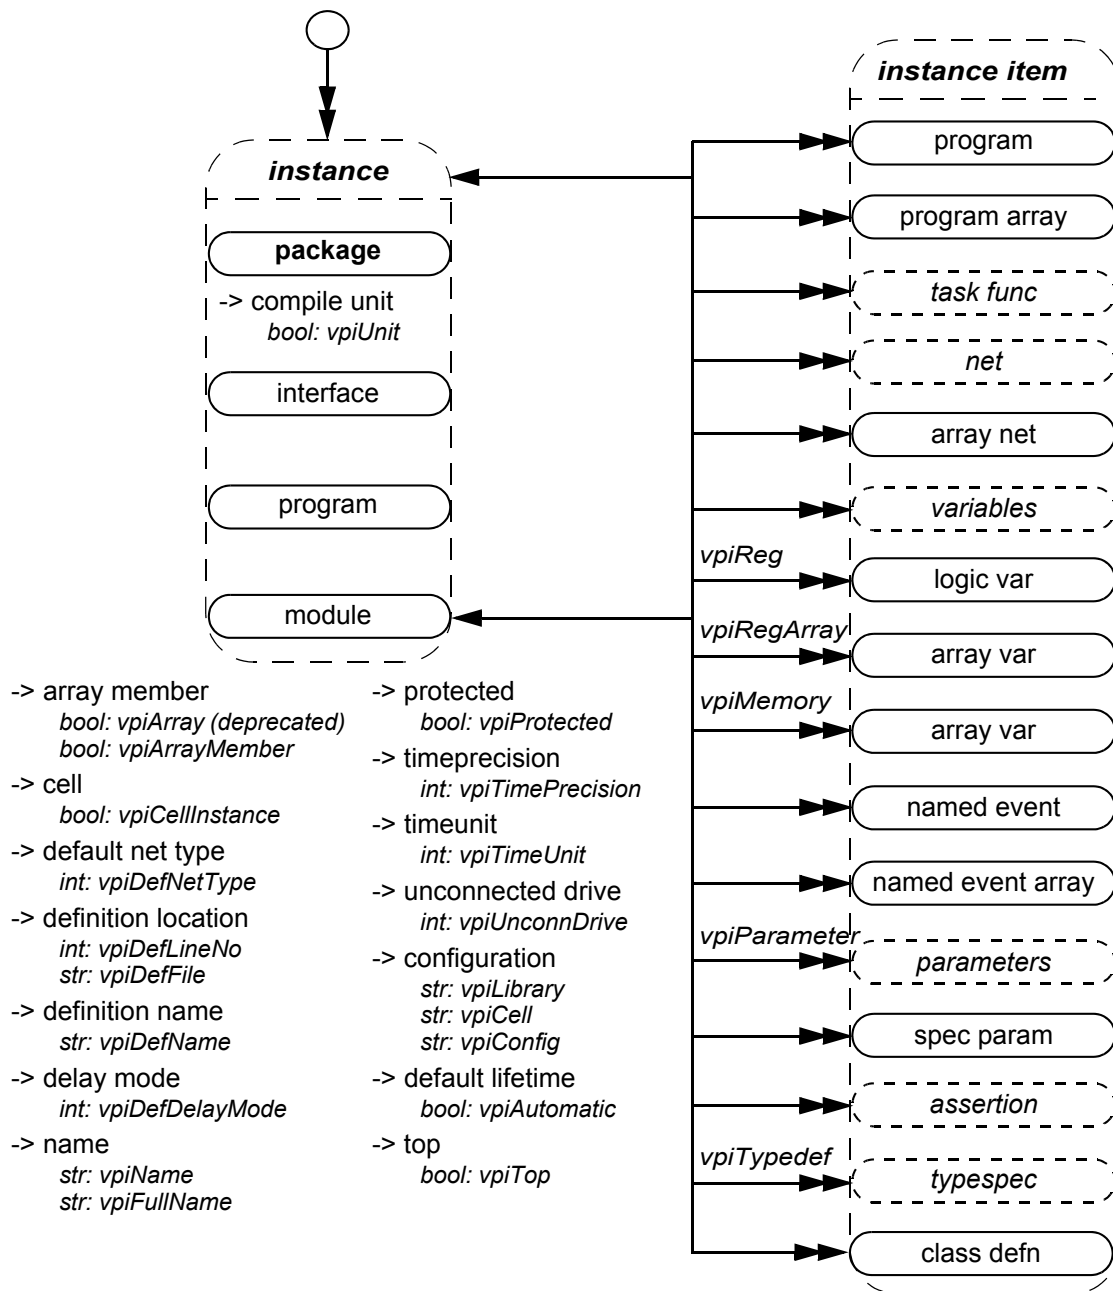 instance
package
-> compile unit
bool: vpiUnit
interface
program
module
-> array member
bool: vpiArray (deprecated)
bool: vpiArrayMember
-> cell
bool: vpiCellInstance
-> default net type
int: vpiDefNetType
-> definition location
int: vpiDefLineNo
str: vpiDefFile
-> definition name
str: vpiDefName
-> delay mode
int: vpiDefDelayMode
-> name
str: vpiName
str: vpiFullName
-> protected
bool: vpiProtected
-> timeprecision
int: vpiTimePrecision
-> timeunit
int: vpiTimeUnit
-> unconnected drive
int: vpiUnconnDrive
-> configuration
str: vpiLibrary
str: vpiCell
str: vpiConfig
-> default lifetime
bool: vpiAutomatic
-> top
bool: vpiTop
instance item
program
program array
task func
net
array net
variables
vpiReg
logic var
vpiRegArray
array var
vpiMemory
array var
named event
named event array
vpiParameter
parameters
spec param
assertion
vpiTypedef
typespec
class defn